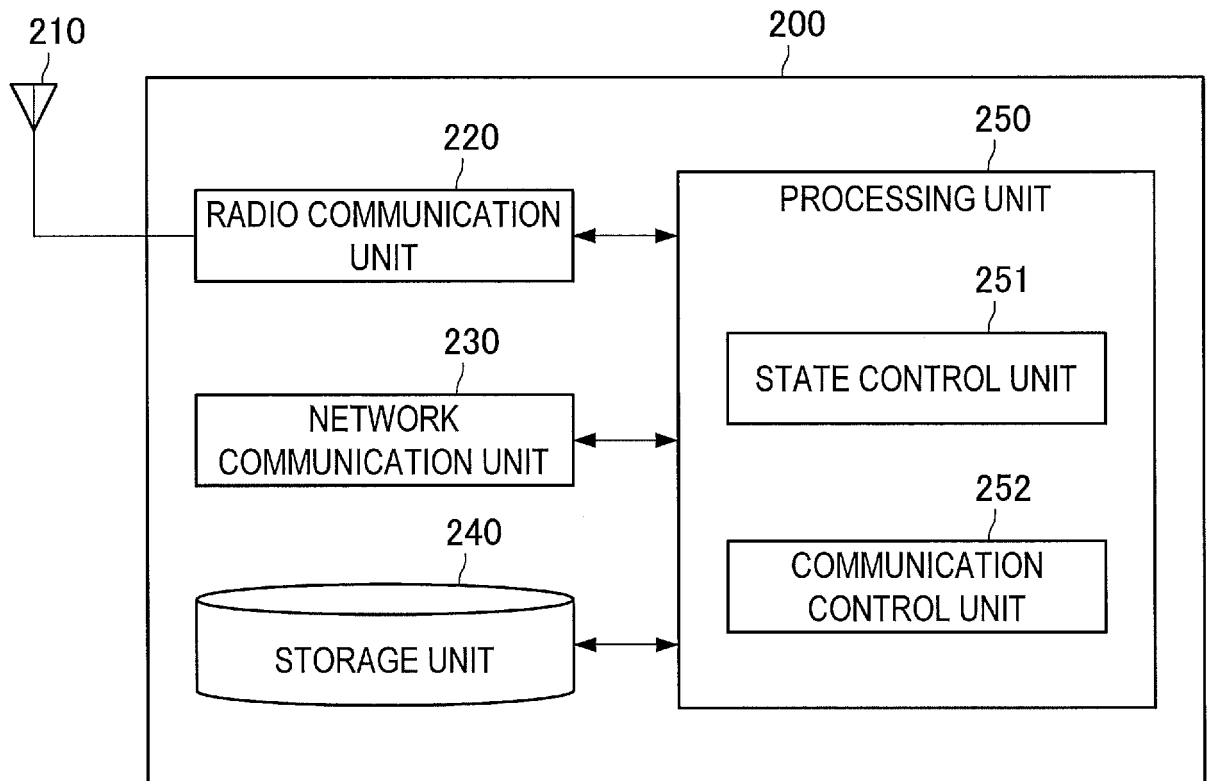 210
200
220
250
RADIO COMMUNICATION
UNIT
PROCESSING UNIT
251
STATE CONTROL UNIT
230
NETWORK
COMMUNICATION UNIT
252
COMMUNICATION
CONTROL UNIT
240
STORAGE UNIT